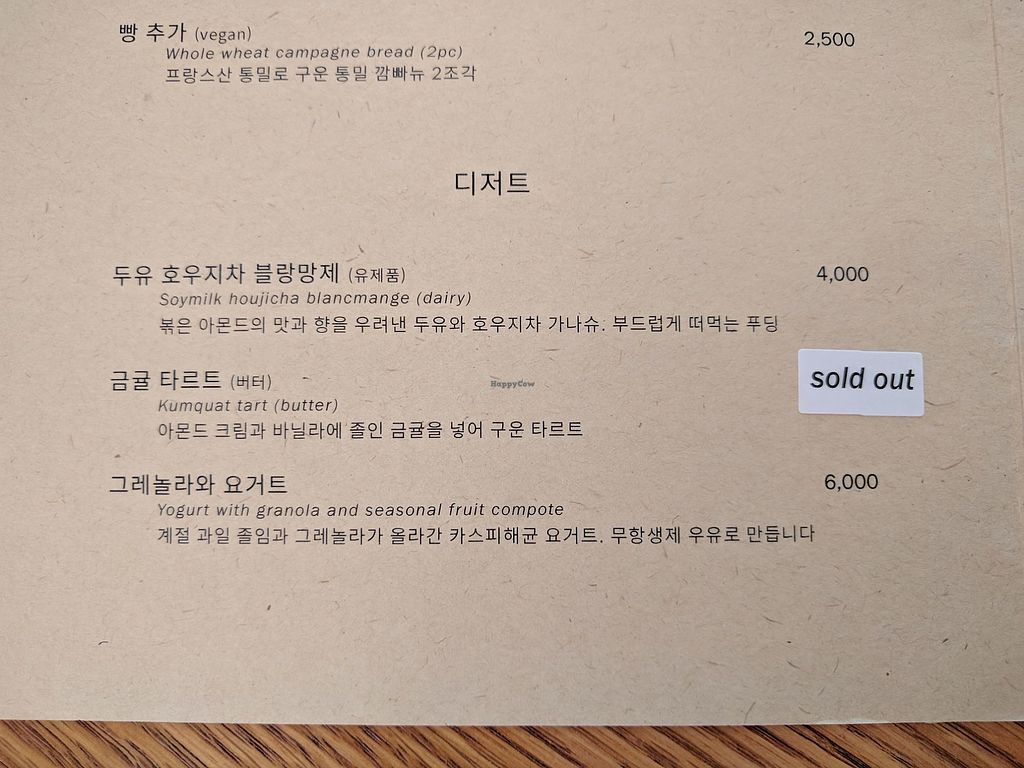 빵 추가 (vegan) 2,500
Whole wheat campagne bread (2pc)
프랑스산 통밀로 구운 통밀 깜빠뉴 2조각
디저트
두유 호우지차 블랑망제 (유제품) 4,000
Soymilk houjicha blancmange (dairy)
볶은 아몬드의 맛과 향을 우려낸 두유와 호우지차 가나슈. 부드럽게 떠먹는 푸딩
금귤 타르트 (버터) sold out
HappyCow
Kumquat tart (butter)
아몬드 크림과 바닐라에 졸인 금귤을 넣어 구운 타르트
그레놀라와 요거트 6,000
Yogurt with granola and seasonal fruit compote
계절 과일 졸임과 그레놀라가 올라간 카스피해균 요거트. 무항생제 우유로 만듭니다